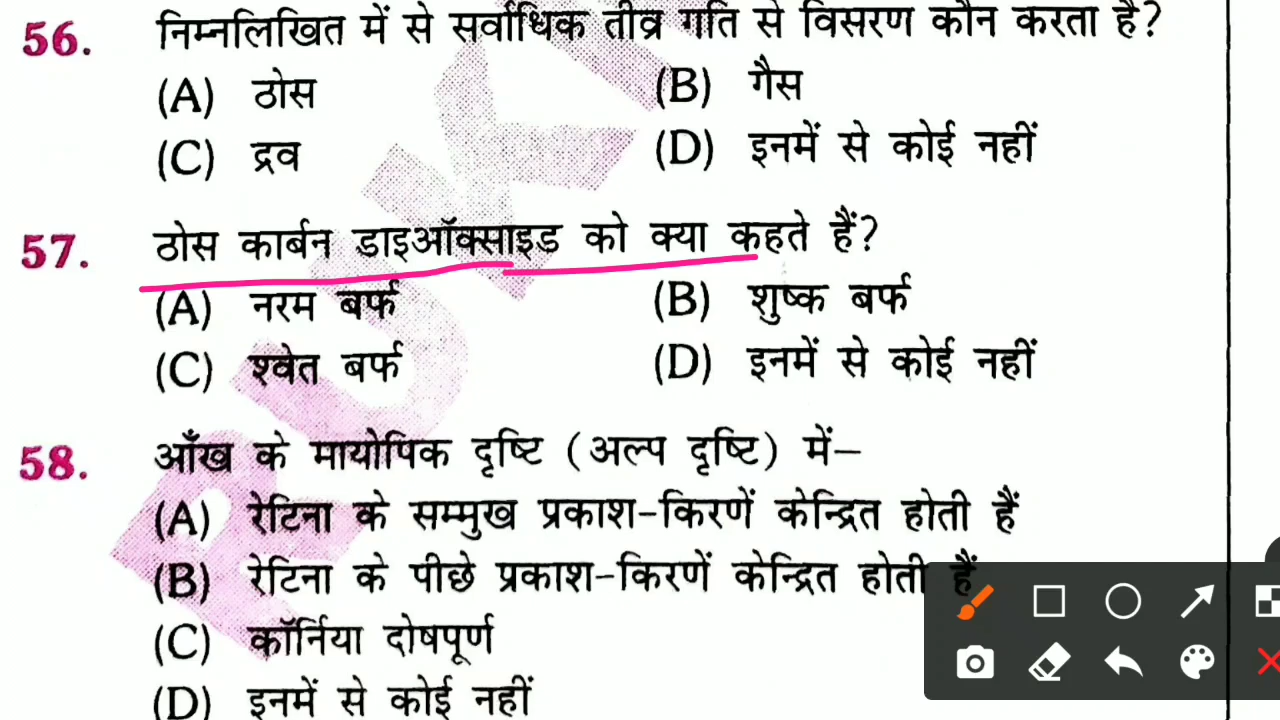 56. निम्नलिखित में से सर्वाधिक तीव्र गति से विसरण कौन करता है?
(A) ठोस (B) गैस
(C) द्रव (D) इनमें से कोई नहीं
57. ठोस कार्बन डाइऑक्साइड को क्या कहते हैं?
(A) नरम बर्फ (B) शुष्क बर्फ
(C) श्वेत बर्फ (D) इनमें से कोई नहीं
58. आँख के मायोपिक दृष्टि (अल्प दृष्टि) में–
(A) रेटिना के सम्मुख प्रकाश-किरणें केन्द्रित होती हैं
(B) रेटिना के पीछे प्रकाश-किरणें केन्द्रित होती हैं
(C) कॉर्निया दोषपूर्ण
(D) इनमें से कोई नहीं